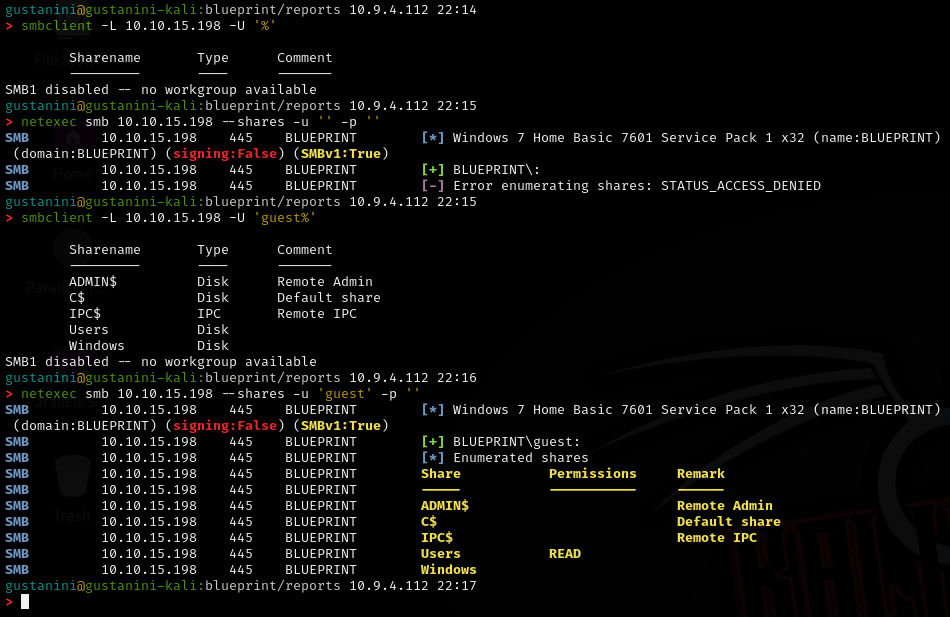 gustanini@gustanini-kali:blueprint/reports 10.9.4.112 22:14
> smbclient -L 10.10.15.198 -U '%'
Sharename Type Comment
--------- ---- -------
SMB1 disabled -- no workgroup available
gustanini@gustanini-kali:blueprint/reports 10.9.4.112 22:15
> netexec smb 10.10.15.198 --shares -u '' -p ''
SMB 10.10.15.198 445 BLUEPRINT [*] Windows 7 Home Basic 7601 Service Pack 1 x32 (name:BLUEPRINT)
(domain:BLUEPRINT) (signing:False) (SMBv1:True)
SMB 10.10.15.198 445 BLUEPRINT [+] BLUEPRINT\:
SMB 10.10.15.198 445 BLUEPRINT [-] Error enumerating shares: STATUS_ACCESS_DENIED
gustanini@gustanini-kali:blueprint/reports 10.9.4.112 22:15
> smbclient -L 10.10.15.198 -U 'guest%'
Sharename Type Comment
--------- ---- -------
ADMIN$ Disk Remote Admin
C$ Disk Default share
IPC$ IPC Remote IPC
Users Disk
Windows Disk
SMB1 disabled -- no workgroup available
gustanini@gustanini-kali:blueprint/reports 10.9.4.112 22:16
> netexec smb 10.10.15.198 --shares -u 'guest' -p ''
SMB 10.10.15.198 445 BLUEPRINT [*] Windows 7 Home Basic 7601 Service Pack 1 x32 (name:BLUEPRINT)
(domain:BLUEPRINT) (signing:False) (SMBv1:True)
SMB 10.10.15.198 445 BLUEPRINT [+] BLUEPRINT\guest:
SMB 10.10.15.198 445 BLUEPRINT [*] Enumerated shares
SMB 10.10.15.198 445 BLUEPRINT Share Permissions Remark
SMB 10.10.15.198 445 BLUEPRINT ----- ----------- ------
SMB 10.10.15.198 445 BLUEPRINT ADMIN$ Remote Admin
SMB 10.10.15.198 445 BLUEPRINT C$ Default share
SMB 10.10.15.198 445 BLUEPRINT IPC$ Remote IPC
SMB 10.10.15.198 445 BLUEPRINT Users READ
SMB 10.10.15.198 445 BLUEPRINT Windows
gustanini@gustanini-kali:blueprint/reports 10.9.4.112 22:17
>
Home
Trash